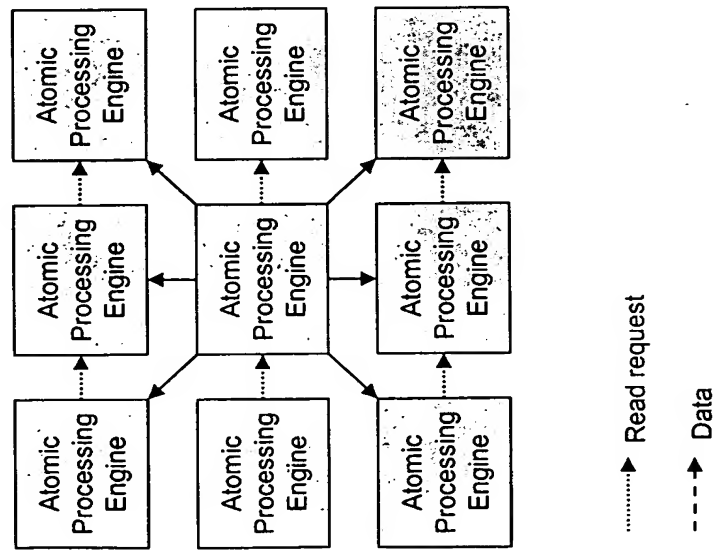 Atomic
Processing
Engine
Atomic
Processing
Engine
Atomic
Processing
Engine
Atomic
Processing
Engine
Atomic
Processing
Engine
Atomic
Processing
Engine
Atomic
Processing
Engine
Atomic
Processing
Engine
Atomic
Processing
Engine
Read request
Data